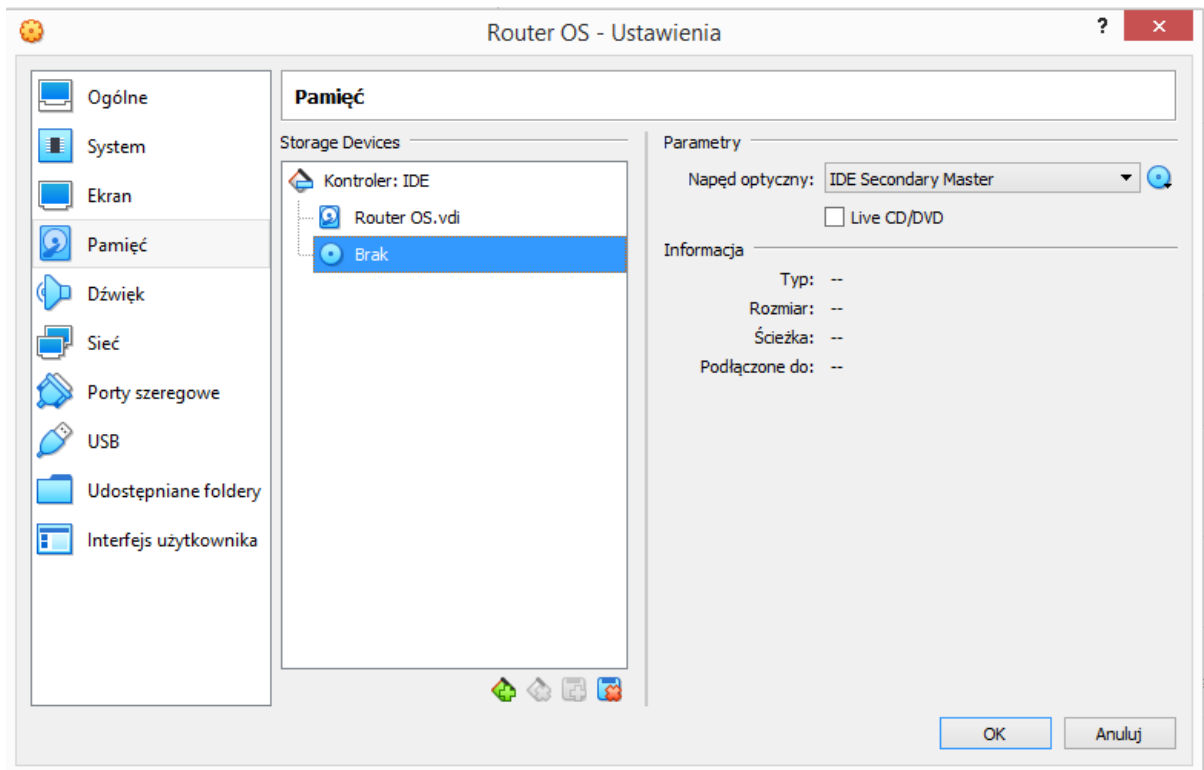 Router OS - Ustawienia
?
Ogólne
System
Ekran
Pamięć
Dźwięk
Sieć
Porty szeregowe
USB
Udostępniane foldery
Interfejs użytkownika
Pamięć
Storage Devices
Kontroler: IDE
Router OS.vdi
Brak
Parametry
Napęd optyczny: IDE Secondary Master
Live CD/DVD
Informacja
Typ: --
Rozmiar: --
Ścieżka: --
Podłączone do: --
OK Anuluj